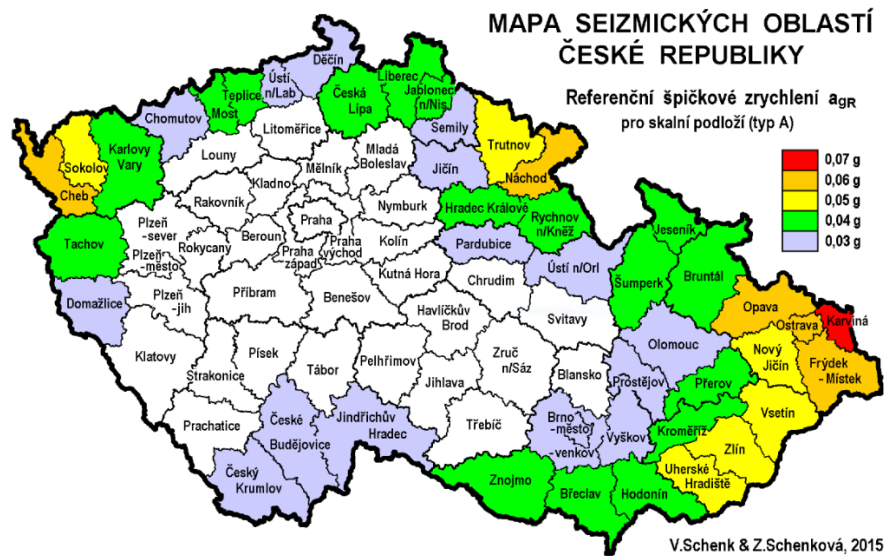 MAPA SEIZMICKÝCH OBLASTÍ
ČESKÉ REPUBLIKY
Referenční špičkové zrychlení aGR
pro skalní podloží (typ A)
0,07 g
0,06 g
0,05 g
0,04 g
0,03 g
Děčín
Ústí
n/Lab
Liberec
Teplice
Česká
Lípa
Jablonec
n/Nis
Most
Chomutov
Semily
Trutnov
Litoměřice
Sokolov
Karlovy
Vary
Louny
Mladá
Boleslav
Mělník
Jičín
Náchod
Cheb
Kladno
Rakovník
Nymburk
Hradec Králové
Rychnov
n/Kněž
Praha
Plzeň
-sever
Beroun
Praha
západ
Praha
východ
Kolín
Pardubice
Jeseník
Tachov
Rokycany
Plzeň
-město
Kutná Hora
Chrudim
Ústí n/Orl
Šumperk
Bruntál
Domažlice
Plzeň
-jih
Příbram
Benešov
Havlíčkův
Brod
Svitavy
Opava
Ostrava
Karviná
Olomouc
Nový
Jičín
Frýdek
-Místek
Klatovy
Písek
Strakonice
Tábor
Pelhřimov
Zruč
n/Sáz
Jihlava
Blansko
Prostějov
Přerov
Vsetín
Prachatice
České
Budějovice
Jindřichův
Hradec
Třebíč
Brno
-město
-venkov
Vyškov
Kroměříž
Zlín
Český
Krumlov
Znojmo
Břeclav
Hodonín
Uherské
Hradiště
V.Schenk & Z.Schenková, 2015